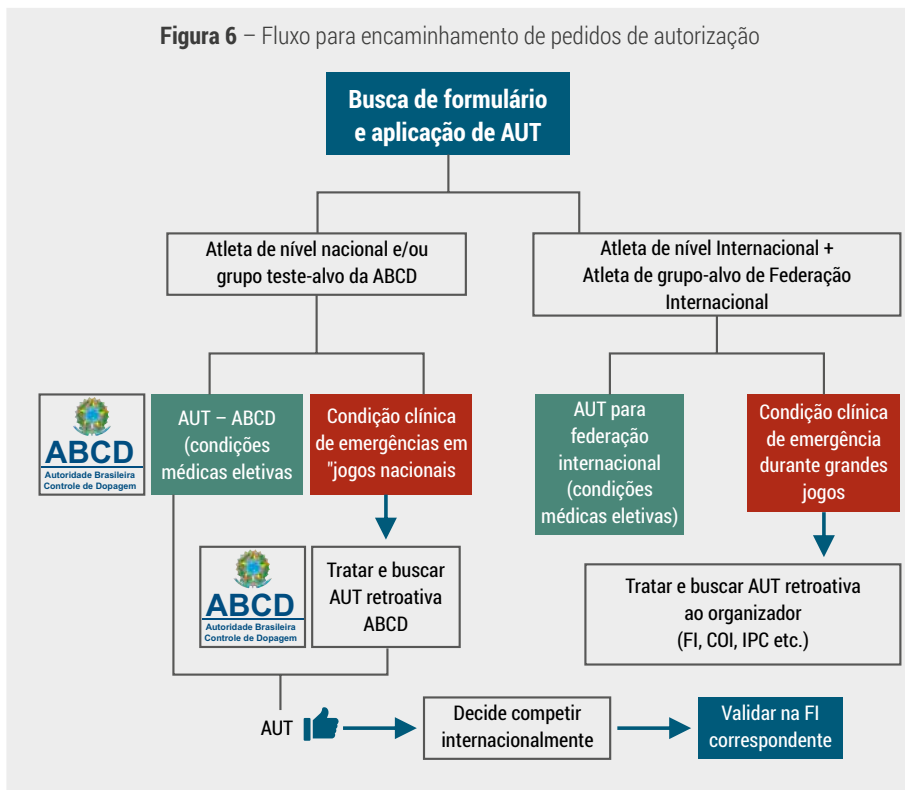 Figura 6 – Fluxo para encaminhamento de pedidos de autorização
Busca de formulário
e aplicação de AUT
Atleta de nível nacional e/ou
grupo teste-alvo da ABCD
Atleta de nível Internacional +
Atleta de grupo-alvo de Federação
Internacional
ABCD
Autoridade Brasileira
Controle de Dopagem
AUT – ABCD
(condições
médicas eletivas
Condição clínica
de emergências em
"jogos nacionais
AUT para
federação
internacional
(condições
médicas eletivas)
Condição clínica
de emergência
durante grandes
jogos
ABCD
Autoridade Brasileira
Controle de Dopagem
Tratar e buscar
AUT retroativa
ABCD
Tratar e buscar AUT retroativa
ao organizador
(FI, COI, IPC etc.)
AUT
Decide competir
internacionalmente
Validar na FI
correspondente